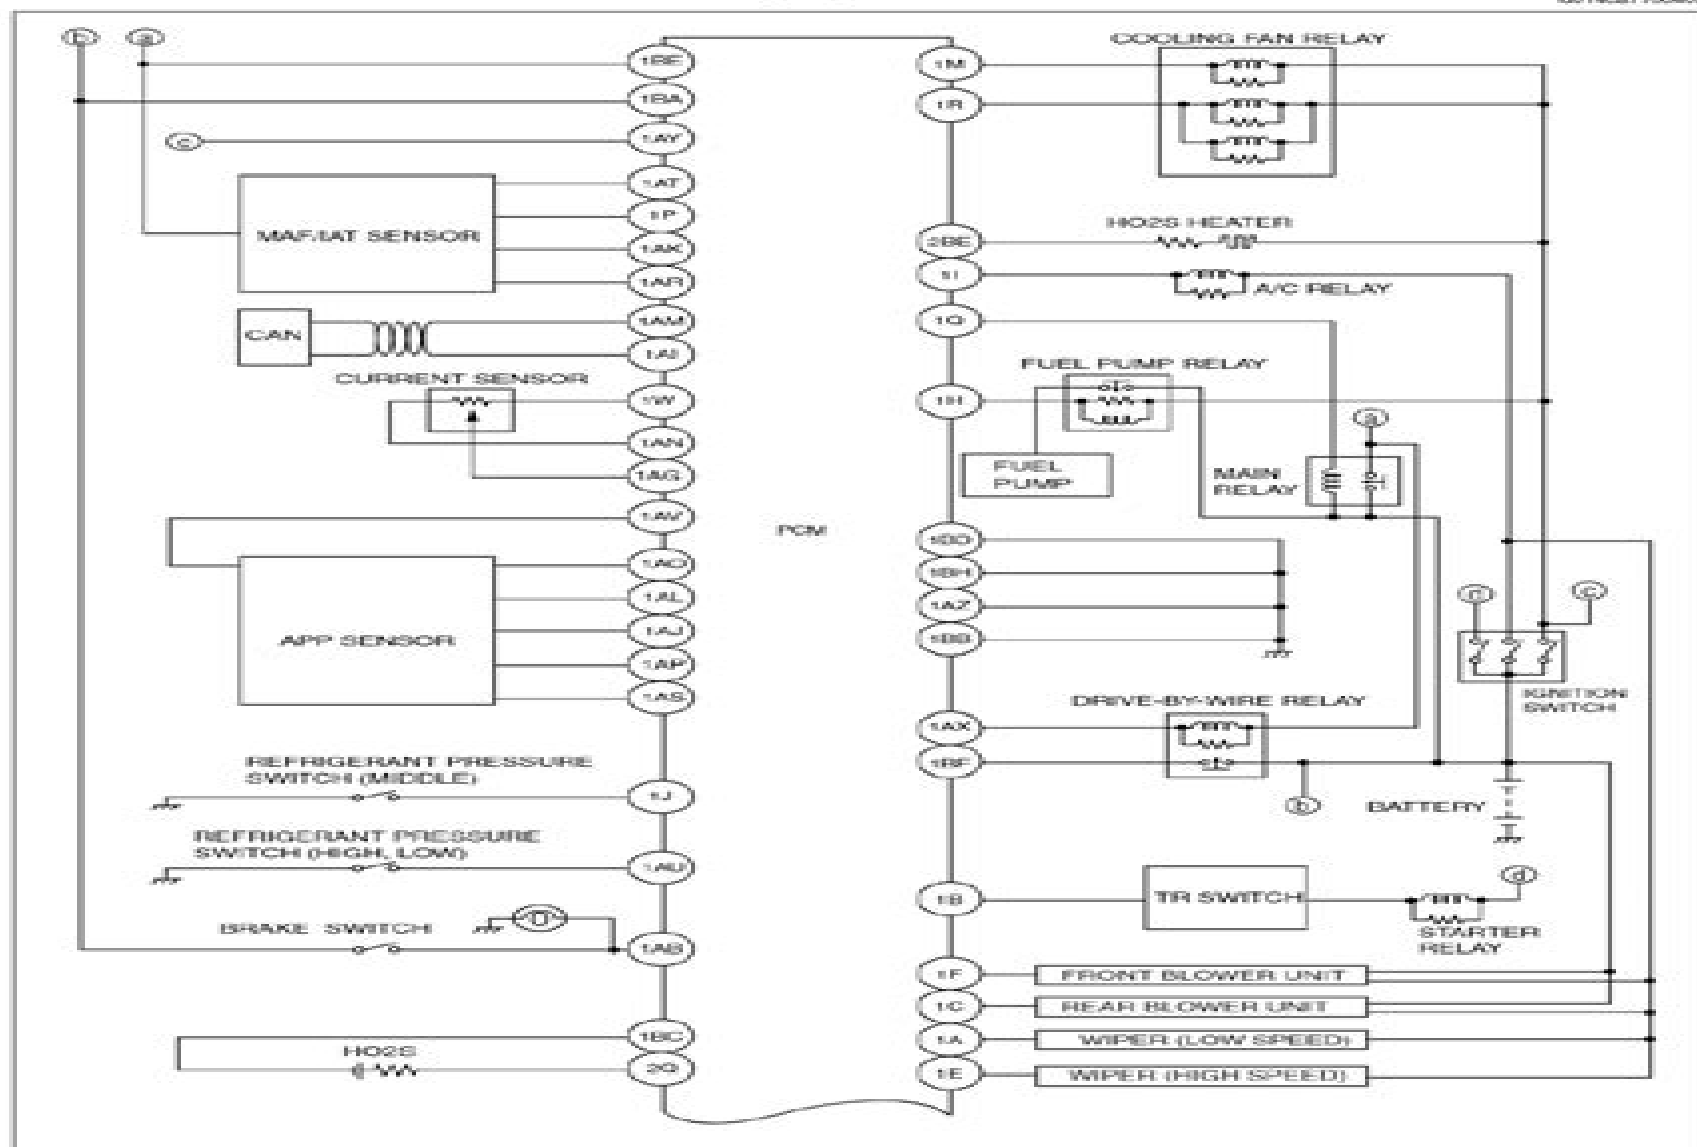 b a
1BE
1BA
c 1AY
1AT
1P
MAF/IAT SENSOR
1AK
1AR
CAN
1AM
CURRENT SENSOR
1W
1AN
1AG
1AV
1AO
1AL
APP SENSOR
1AJ
1AP
1AS
REFRIGERANT PRESSURE
SWITCH (MIDDLE)
1J
REFRIGERANT PRESSURE
SWITCH (HIGH, LOW)
1AU
BRAKE SWITCH
1AB
1BC
HO2S
PCM
COOLING FAN RELAY
1M
1R
HO2S HEATER
2BE
1I
A/C RELAY
1Q
FUEL PUMP RELAY
1H
a
FUEL
PUMP
MAIN
RELAY
1BD
1BH
1AZ
1BB
d c
IGNITION
SWITCH
DRIVE-BY-WIRE RELAY
1AX
1BF
b
BATTERY
1B
TR SWITCH
d
STARTER
RELAY
1F FRONT BLOWER UNIT
1C REAR BLOWER UNIT
1A WIPER (LOW SPEED)
1E WIPER (HIGH SPEED)